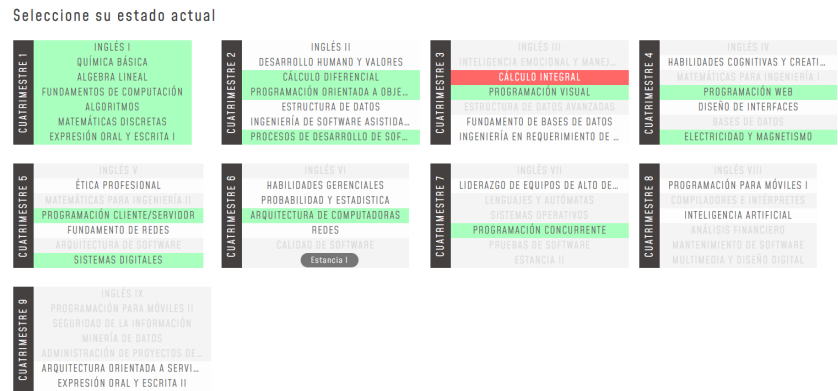 Seleccione su estado actual
CUATRIMESTRE 1
INGLÉS I
QUÍMICA BÁSICA
ALGEBRA LINEAL
FUNDAMENTOS DE COMPUTACIÓN
ALGORITMOS
MATEMÁTICAS DISCRETAS
EXPRESIÓN ORAL Y ESCRITA I
CUATRIMESTRE 2
INGLÉS II
DESARROLLO HUMANO Y VALORES
CÁLCULO DIFERENCIAL
PROGRAMACIÓN ORIENTADA A OBJE...
ESTRUCTURA DE DATOS
INGENIERÍA DE SOFTWARE ASISTIDA...
PROCESOS DE DESARROLLO DE SOF...
CUATRIMESTRE 3
INGLÉS III
INTELIGENCIA EMOCIONAL Y MANEJ...
CÁLCULO INTEGRAL
PROGRAMACIÓN VISUAL
ESTRUCTURA DE DATOS AVANZADAS
FUNDAMENTO DE BASES DE DATOS
INGENIERÍA EN REQUERIMIENTO DE ...
CUATRIMESTRE 4
INGLÉS IV
HABILIDADES COGNITIVAS Y CREATI...
MATEMÁTICAS PARA INGENIERÍA I
PROGRAMACIÓN WEB
DISEÑO DE INTERFACES
BASES DE DATOS
ELECTRICIDAD Y MAGNETISMO
CUATRIMESTRE 5
INGLÉS V
ÉTICA PROFESIONAL
MATEMÁTICAS PARA INGENIERÍA II
PROGRAMACIÓN CLIENTE/SERVIDOR
FUNDAMENTO DE REDES
ARQUITECTURA DE SOFTWARE
SISTEMAS DIGITALES
CUATRIMESTRE 6
INGLÉS VI
HABILIDADES GERENCIALES
PROBABILIDAD Y ESTADISTICA
ARQUITECTURA DE COMPUTADORAS
REDES
CALIDAD DE SOFTWARE
Estancia I
CUATRIMESTRE 7
INGLÉS VII
LIDERAZGO DE EQUIPOS DE ALTO DE...
LENGUAJES Y AUTÓMATAS
SISTEMAS OPERATIVOS
PROGRAMACIÓN CONCURRENTE
PRUEBAS DE SOFTWARE
ESTANCIA II
CUATRIMESTRE 8
INGLÉS VIII
PROGRAMACIÓN PARA MÓVILES I
COMPILADORES E INTÉRPRETES
INTELIGENCIA ARTIFICIAL
ANÁLISIS FINANCIERO
MANTENIMIENTO DE SOFTWARE
MULTIMEDIA Y DISEÑO DIGITAL
CUATRIMESTRE 9
INGLÉS IX
PROGRAMACIÓN PARA MÓVILES II
SEGURIDAD DE LA INFORMACIÓN
MINERÍA DE DATOS
ADMINISTRACIÓN DE PROYECTOS DE...
ARQUITECTURA ORIENTADA A SERVI...
EXPRESIÓN ORAL Y ESCRITA II